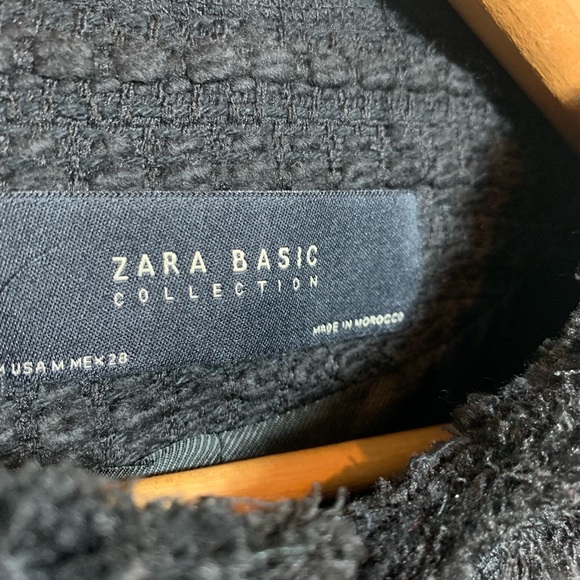 ZARA BASIC
COLLECTION
MADE IN MOROCCO
M USA M MEX 28